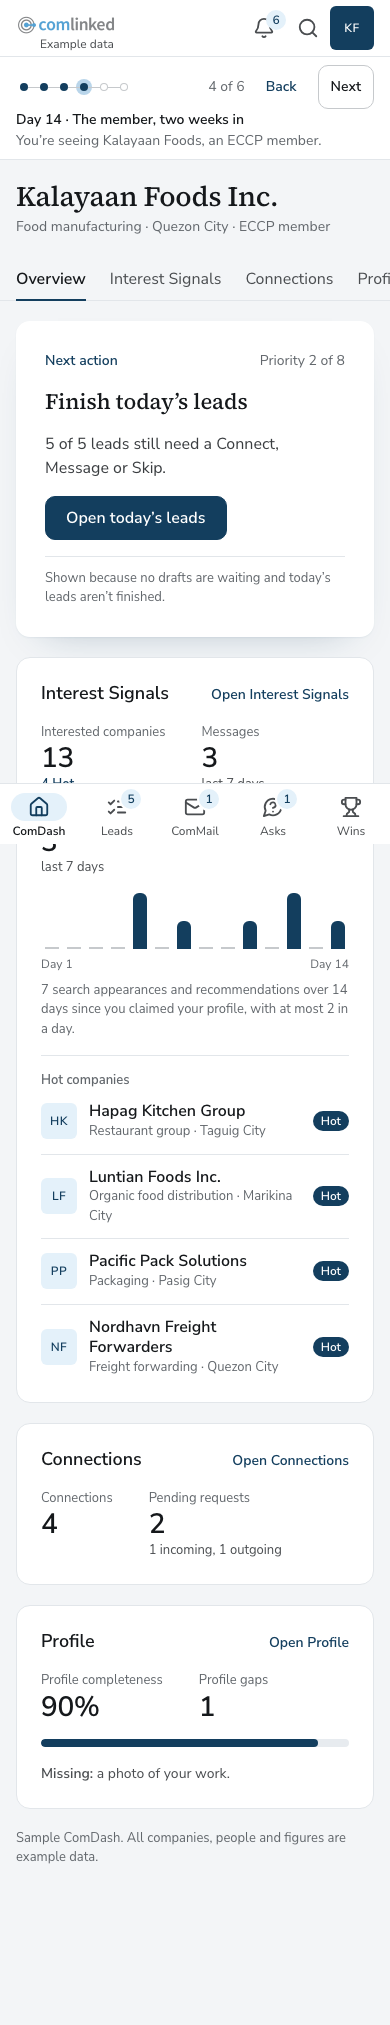 comlinked
Example data
6
KF
4 of 6
Back
Next
Day 14 · The member, two weeks in
You’re seeing Kalayaan Foods, an ECCP member.
Kalayaan Foods Inc.
Food manufacturing · Quezon City · ECCP member
Overview
Interest Signals
Connections
Next action
Priority 2 of 8
Finish today’s leads
5 of 5 leads still need a Connect,
Message or Skip.
Open today’s leads
Shown because no drafts are waiting and today’s
leads aren’t finished.
Interest Signals
Open Interest Signals
Interested companies
Messages
13
3
4 Hot
last 7 days
5
1
1
ComDash
Leads
ComMail
Asks
Wins
last 7 days
Day 1
Day 14
7 search appearances and recommendations over 14
days since you claimed your profile, with at most 2 in
a day.
Hot companies
HK
Hapag Kitchen Group
Restaurant group · Taguig City
Hot
LF
Luntian Foods Inc.
Organic food distribution · Marikina
City
Hot
PP
Pacific Pack Solutions
Packaging · Pasig City
Hot
NF
Nordhavn Freight
Forwarders
Freight forwarding · Quezon City
Hot
Connections
Open Connections
Connections
Pending requests
4
2
1 incoming, 1 outgoing
Profile
Open Profile
Profile completeness
Profile gaps
90%
1
Missing: a photo of your work.
Sample ComDash. All companies, people and figures are
example data.